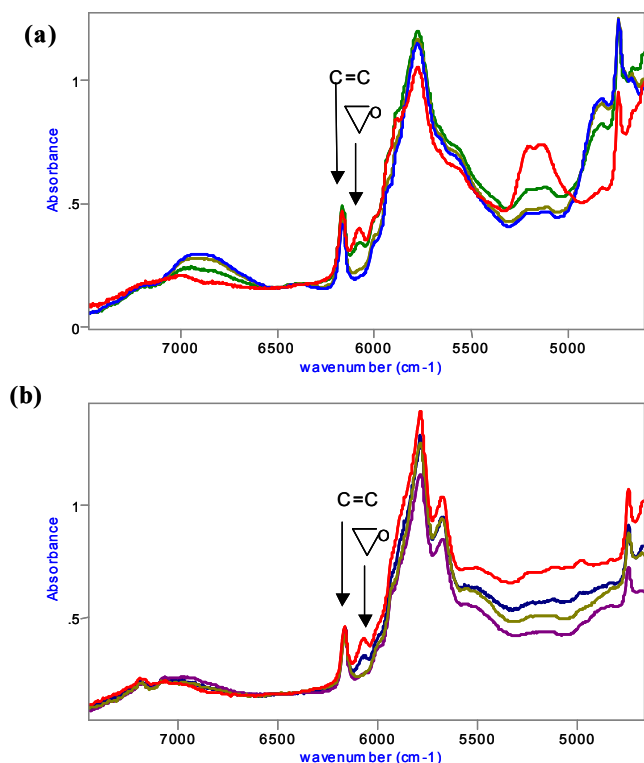 (a)
C=C
O
1
.5
0
Absorbance
7000 6500 6000 5500 5000
wavenumber (cm-1)
(b)
C=C
O
1
.5
Absorbance
7000 6500 6000 5500 5000
wavenumber (cm-1)